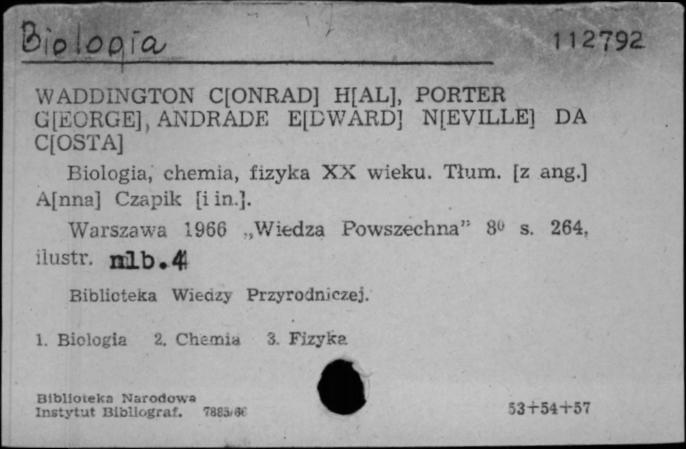 Biologia 112792
WADDINGTON C[ONRAD] H[AL], PORTER
G[EORGE], ANDRADE E[DWARD] N[EVILLE] DA
C[OSTA]
Biologia, chemia, fizyka XX wieku. Tłum. [z ang.]
A[nna] Czapik [i in.].
Warszawa 1966 „Wiedza Powszechna” 8⁰ s. 264,
ilustr. nlb.4
Biblioteka Wiedzy Przyrodniczej.
1. Biologia 2. Chemia 3. Fizyka
Biblioteka Narodowa
Instytut Bibliograf. 7885/66 53+54+57